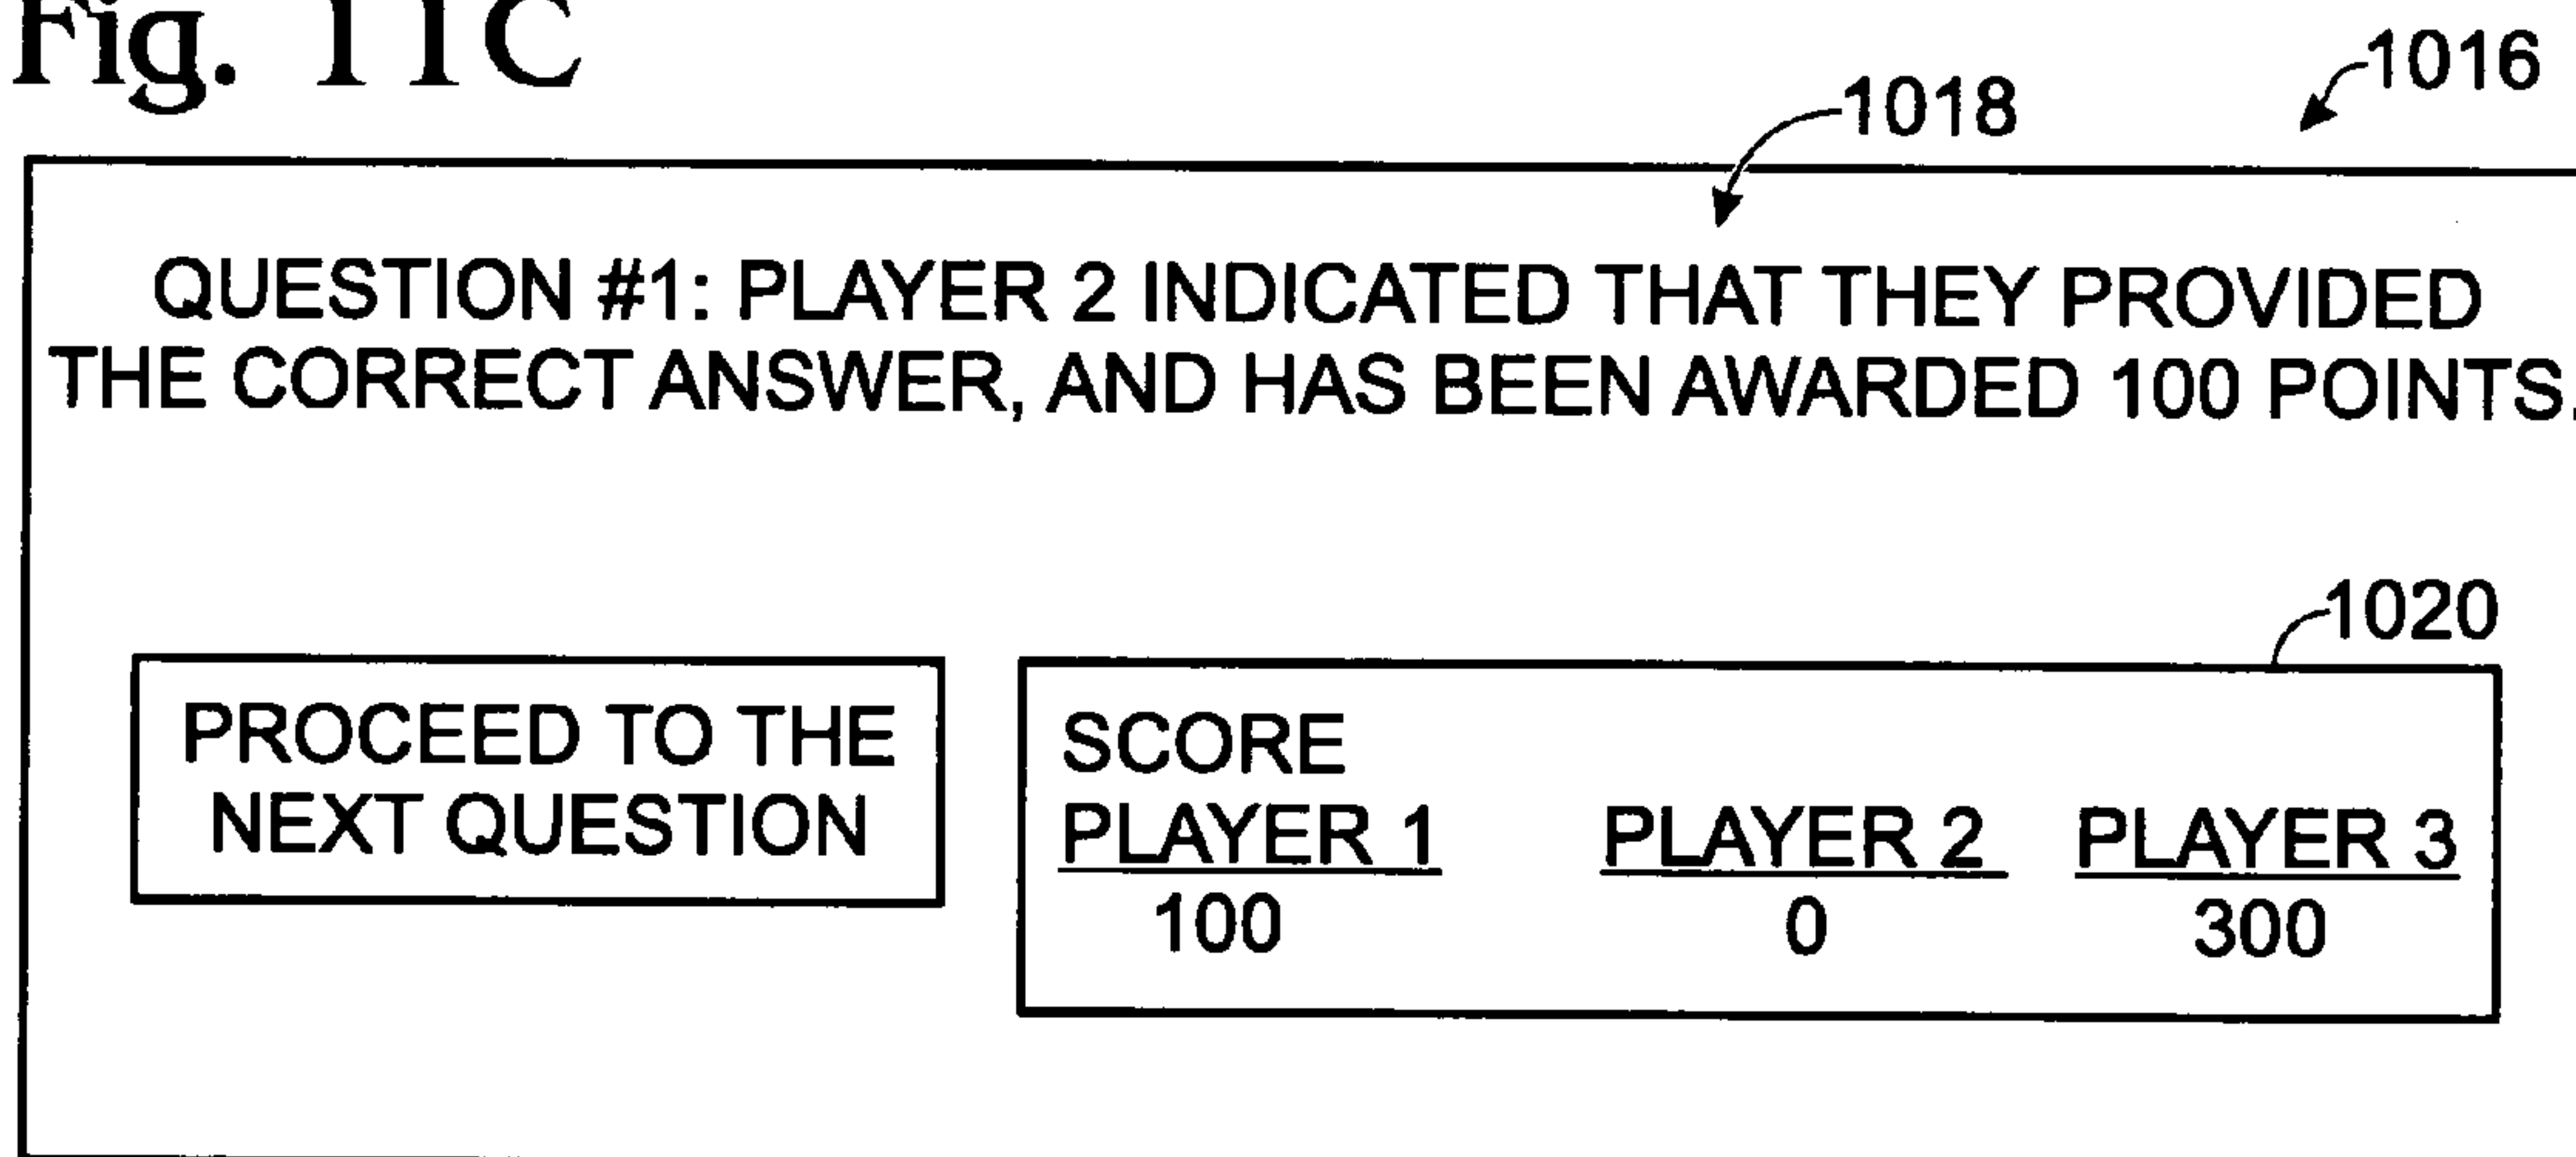 Fig. 11C
1016
1018
QUESTION #1: PLAYER 2 INDICATED THAT THEY PROVIDED
THE CORRECT ANSWER, AND HAS BEEN AWARDED 100 POINTS.
1020
PROCEED TO THE
NEXT QUESTION
SCORE
PLAYER 1 PLAYER 2 PLAYER 3
100 0 300